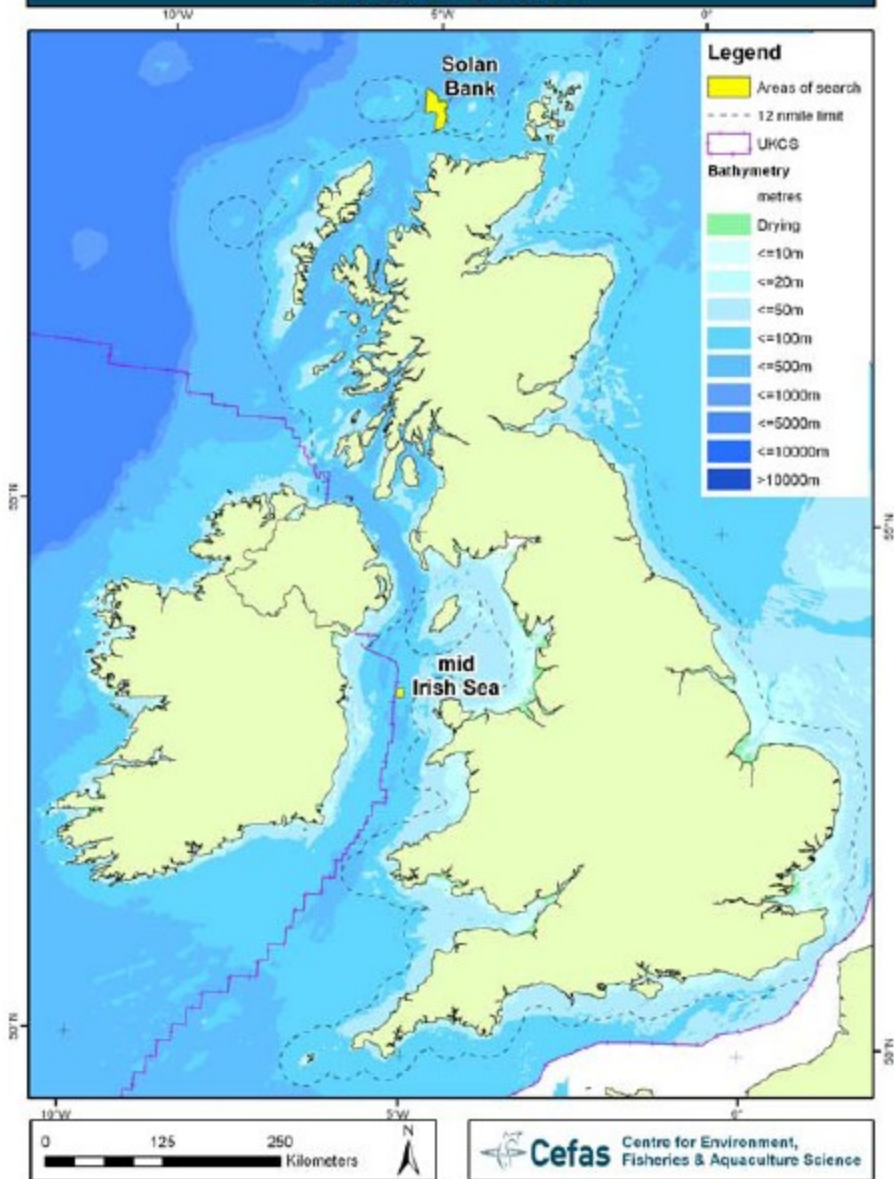 10°W
5°W
0°
Solan
Bank
Legend
Areas of search
12 nmile limit
UKCS
Bathymetry
metres
Drying
<=10m
<=20m
<=50m
<=100m
<=500m
<=1000m
<=5000m
<=10000m
>10000m
55°N
55°N
mid
Irish Sea
50°N
50°N
10°W
5°W
0°
0 125 250
Kilometers
N
Cefas
Centre for Environment,
Fisheries & Aquaculture Science